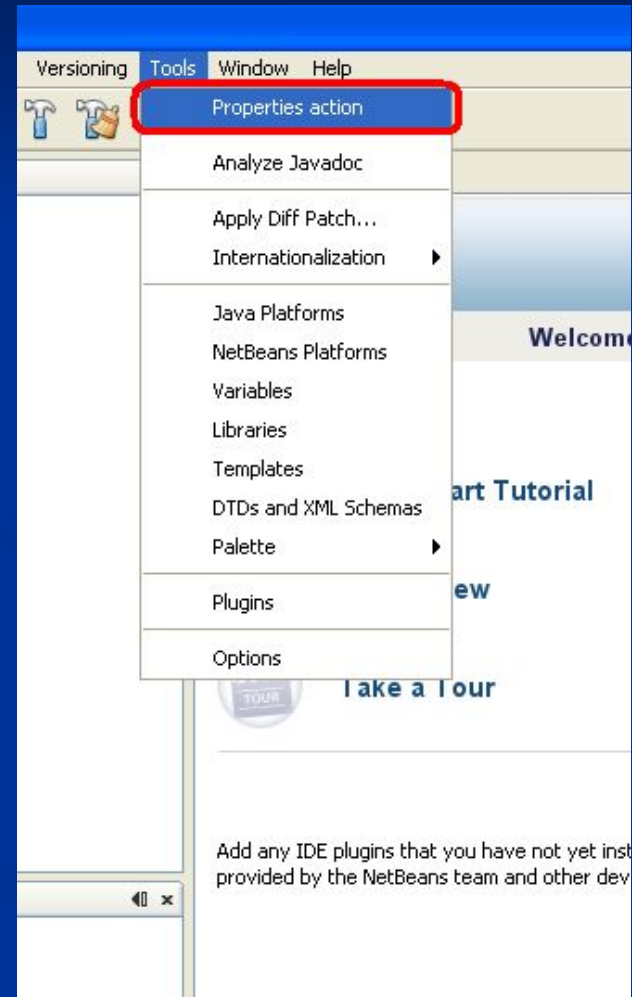 Versioning Tools Window Help
Properties action
Analyze Javadoc
Apply Diff Patch...
Internationalization
Java Platforms
NetBeans Platforms
Variables
Libraries
Templates
DTDs and XML Schemas
Palette
Plugins
Options
Welcome
art Tutorial
ew
Take a Tour
TOUR
Add any IDE plugins that you have not yet inst
provided by the NetBeans team and other dev